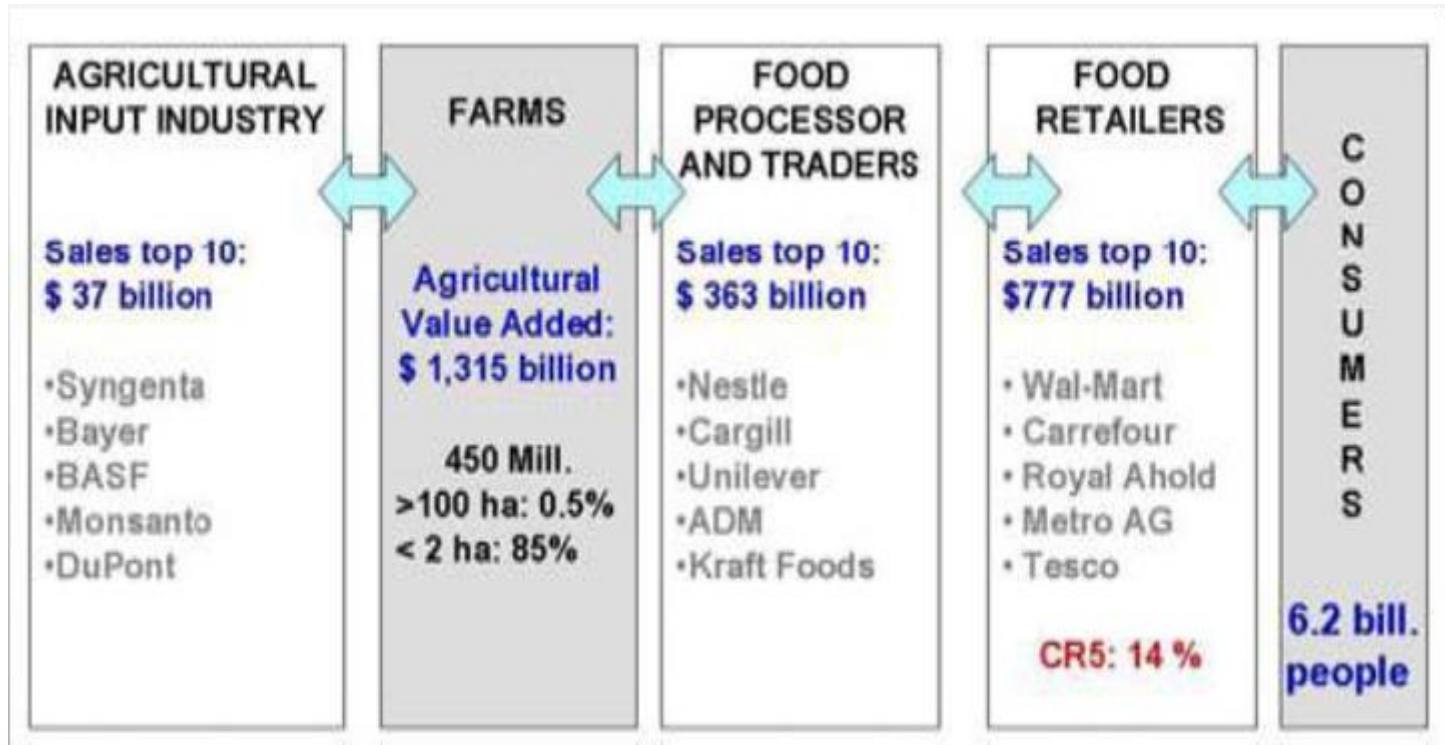 AGRICULTURAL
INPUT INDUSTRY
Sales top 10:
$ 37 billion
•Syngenta
•Bayer
•BASF
•Monsanto
•DuPont
FARMS
Agricultural
Value Added:
$ 1,315 billion
450 Mill.
>100 ha: 0.5%
< 2 ha: 85%
FOOD
PROCESSOR
AND TRADERS
Sales top 10:
$ 363 billion
•Nestle
•Cargill
•Unilever
•ADM
•Kraft Foods
FOOD
RETAILERS
Sales top 10:
$777 billion
• Wal-Mart
• Carrefour
• Royal Ahold
• Metro AG
• Tesco
CR5: 14 %
C
O
N
S
U
M
E
R
S
6.2 bill.
people